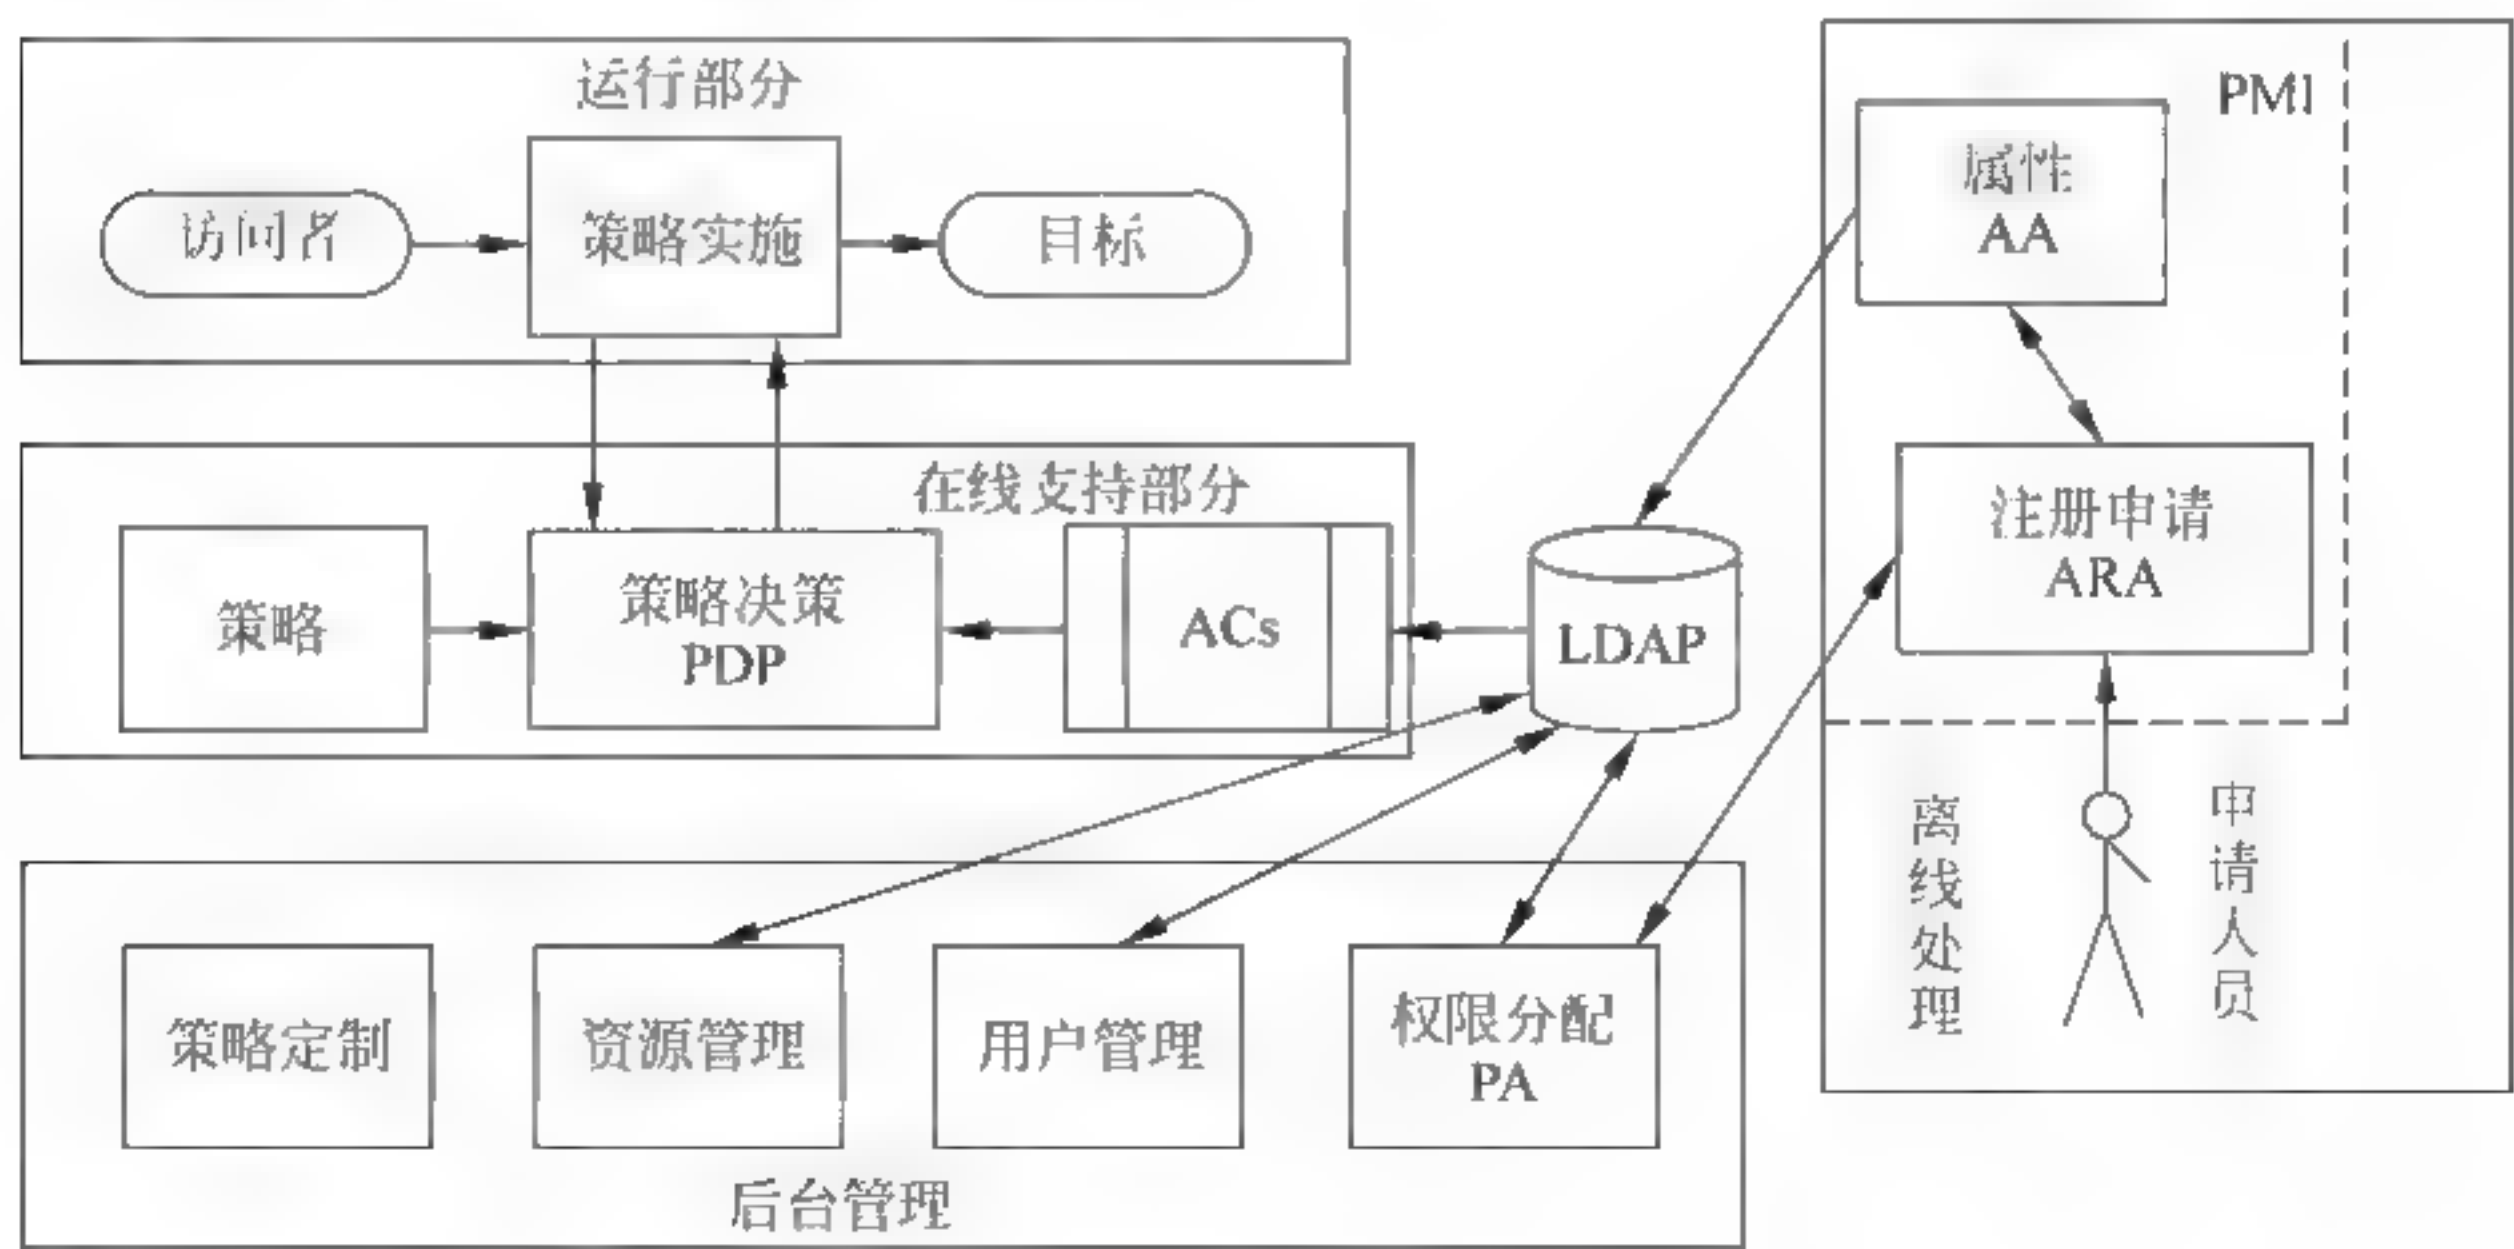 运行部分
访问者
策略实施
目标
PMI
属性
AA
在线支持部分
策略
策略决策
PDP
ACs
LDAP
注册申请
ARA
离线处理
申请人员
策略定制
资源管理
用户管理
权限分配
PA
后台管理